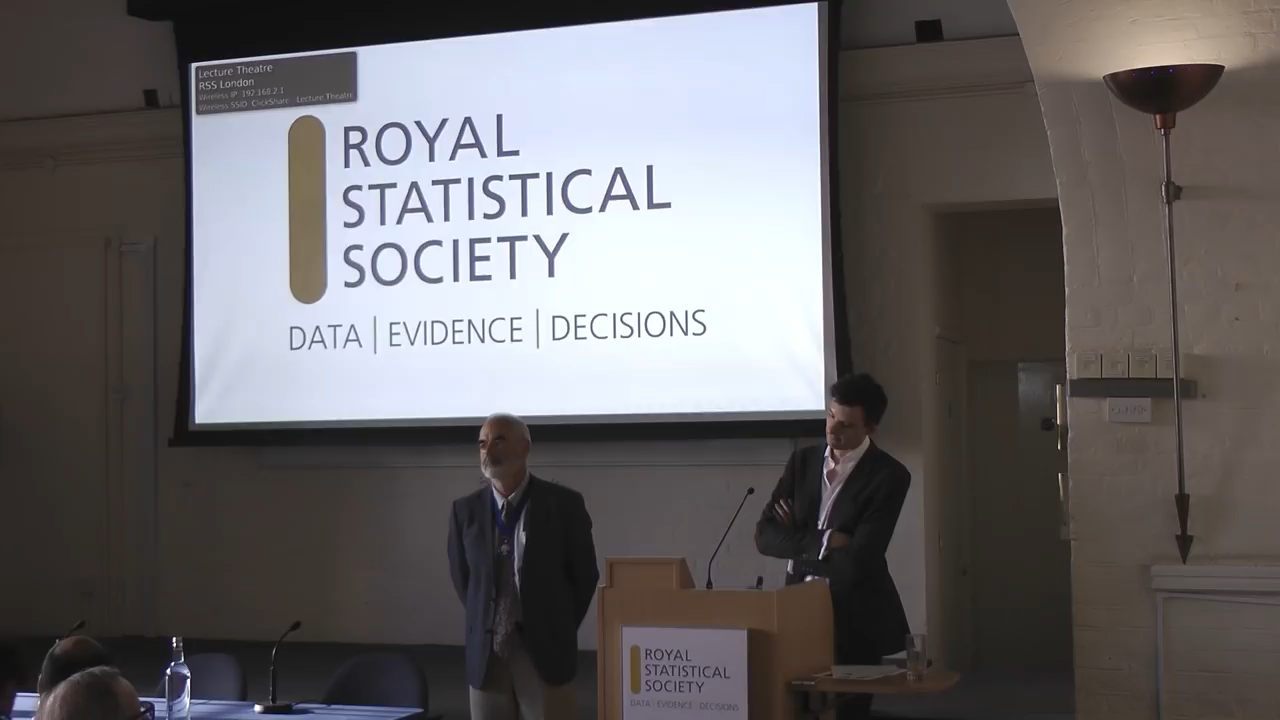 Lecture Theatre
RSS London
Wireless IP 192.168.2.1
Wireless SSID ClickShare Lecture Theatre
ROYAL
STATISTICAL
SOCIETY
DATA | EVIDENCE | DECISIONS
ROYAL
STATISTICAL
SOCIETY
DATA | EVIDENCE | DECISIONS